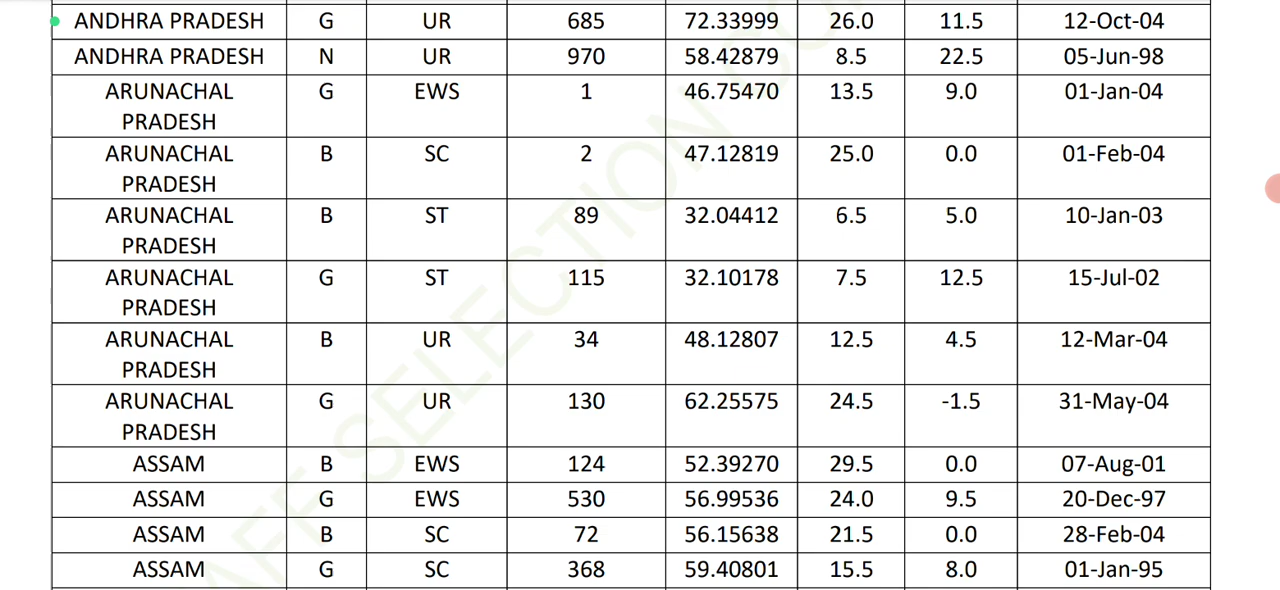 ANDHRA PRADESH G UR 685 72.33999 26.0 11.5 12-Oct-04
ANDHRA PRADESH N UR 970 58.42879 8.5 22.5 05-Jun-98
ARUNACHAL PRADESH G EWS 1 46.75470 13.5 9.0 01-Jan-04
ARUNACHAL PRADESH B SC 2 47.12819 25.0 0.0 01-Feb-04
ARUNACHAL PRADESH B ST 89 32.04412 6.5 5.0 10-Jan-03
ARUNACHAL PRADESH G ST 115 32.10178 7.5 12.5 15-Jul-02
ARUNACHAL PRADESH B UR 34 48.12807 12.5 4.5 12-Mar-04
ARUNACHAL PRADESH G UR 130 62.25575 24.5 -1.5 31-May-04
ASSAM B EWS 124 52.39270 29.5 0.0 07-Aug-01
ASSAM G EWS 530 56.99536 24.0 9.5 20-Dec-97
ASSAM B SC 72 56.15638 21.5 0.0 28-Feb-04
ASSAM G SC 368 59.40801 15.5 8.0 01-Jan-95
SELECTION